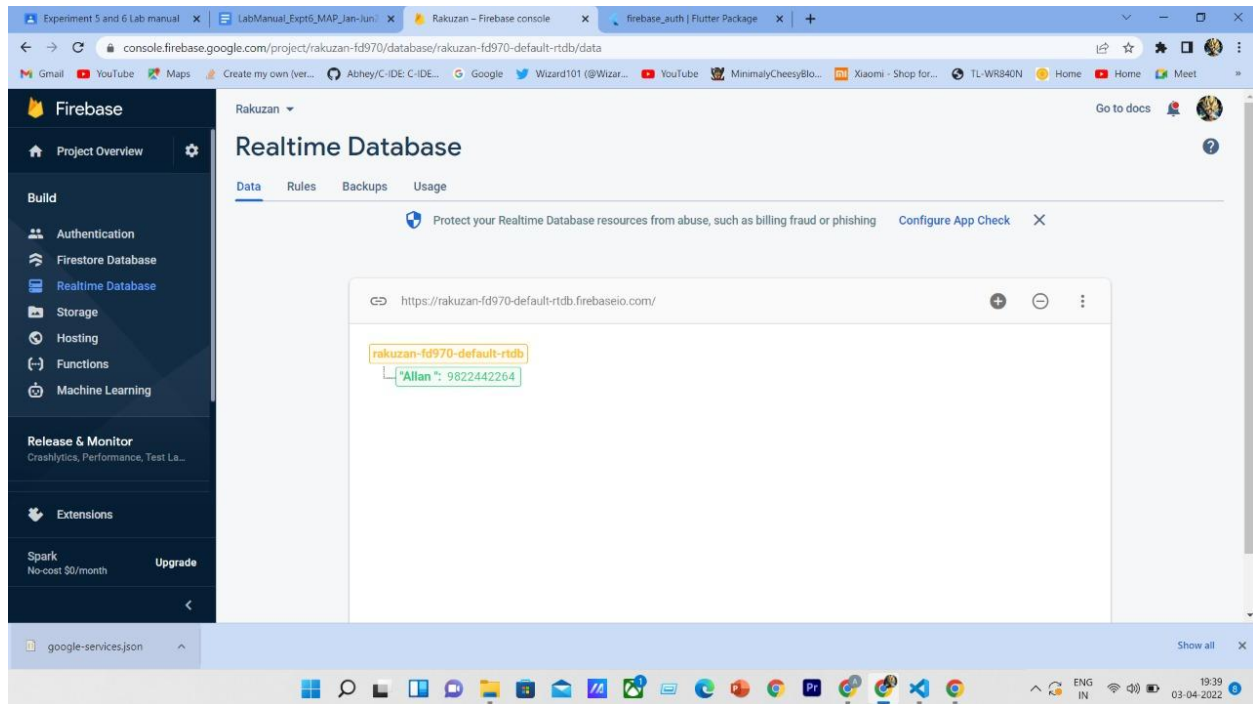 Experiment 5 and 6 Lab manual
LabManual_Expt6_MAP_Jan-Jun
Rakuzan – Firebase console
firebase_auth | Flutter Package
console.firebase.google.com/project/rakuzan-fd970/database/rakuzan-fd970-default-rtdb/data
Gmail YouTube Maps Create my own (ver... Abhey/C-IDE: C-IDE... Google Wizard101 (@Wizar... YouTube MinimalyCheesyBlo... Xiaomi - Shop for... TL-WR840N Home Home Meet »
Firebase
Rakuzan
Go to docs
Project Overview
Realtime Database
Data Rules Backups Usage
Build
Protect your Realtime Database resources from abuse, such as billing fraud or phishing Configure App Check
Authentication
Firestore Database
Realtime Database
Storage
Hosting
Functions
Machine Learning
https://rakuzan-fd970-default-rtdb.firebaseio.com/
rakuzan-fd970-default-rtdb
"Allan ": 9822442264
Release & Monitor
Crashlytics, Performance, Test La...
Extensions
Spark
No-cost $0/month
Upgrade
google-services.json
Show all
ENG
IN
19:39
03-04-2022
8